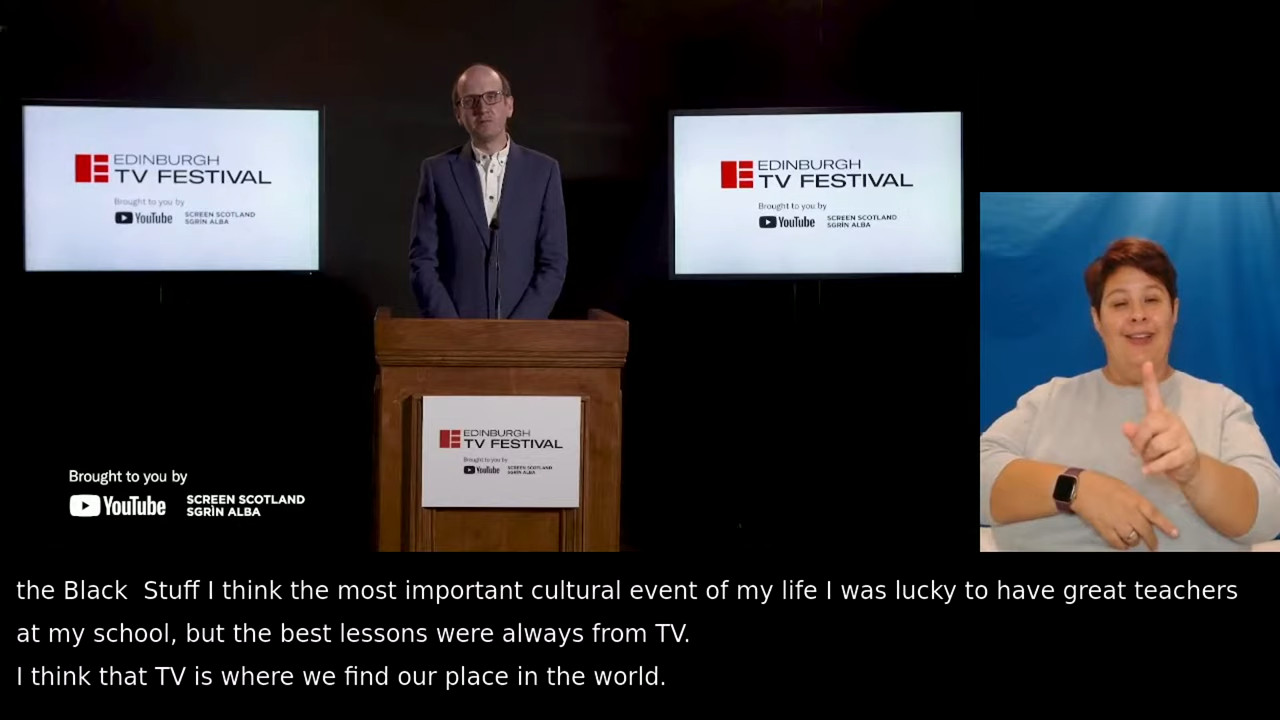 EDINBURGH
TV FESTIVAL
Brought to you by
YouTube
SCREEN SCOTLAND
SGRÌN ALBA
EDINBURGH
TV FESTIVAL
Brought to you by
YouTube
SCREEN SCOTLAND
SGRÌN ALBA
EDINBURGH
TV FESTIVAL
Brought to you by
YouTube
SCREEN SCOTLAND
SGRÌN ALBA
Brought to you by
YouTube
SCREEN SCOTLAND
SGRÌN ALBA
the Black  Stuff I think the most important cultural event of my life I was lucky to have great teachers
at my school, but the best lessons were always from TV.
I think that TV is where we find our place in the world.